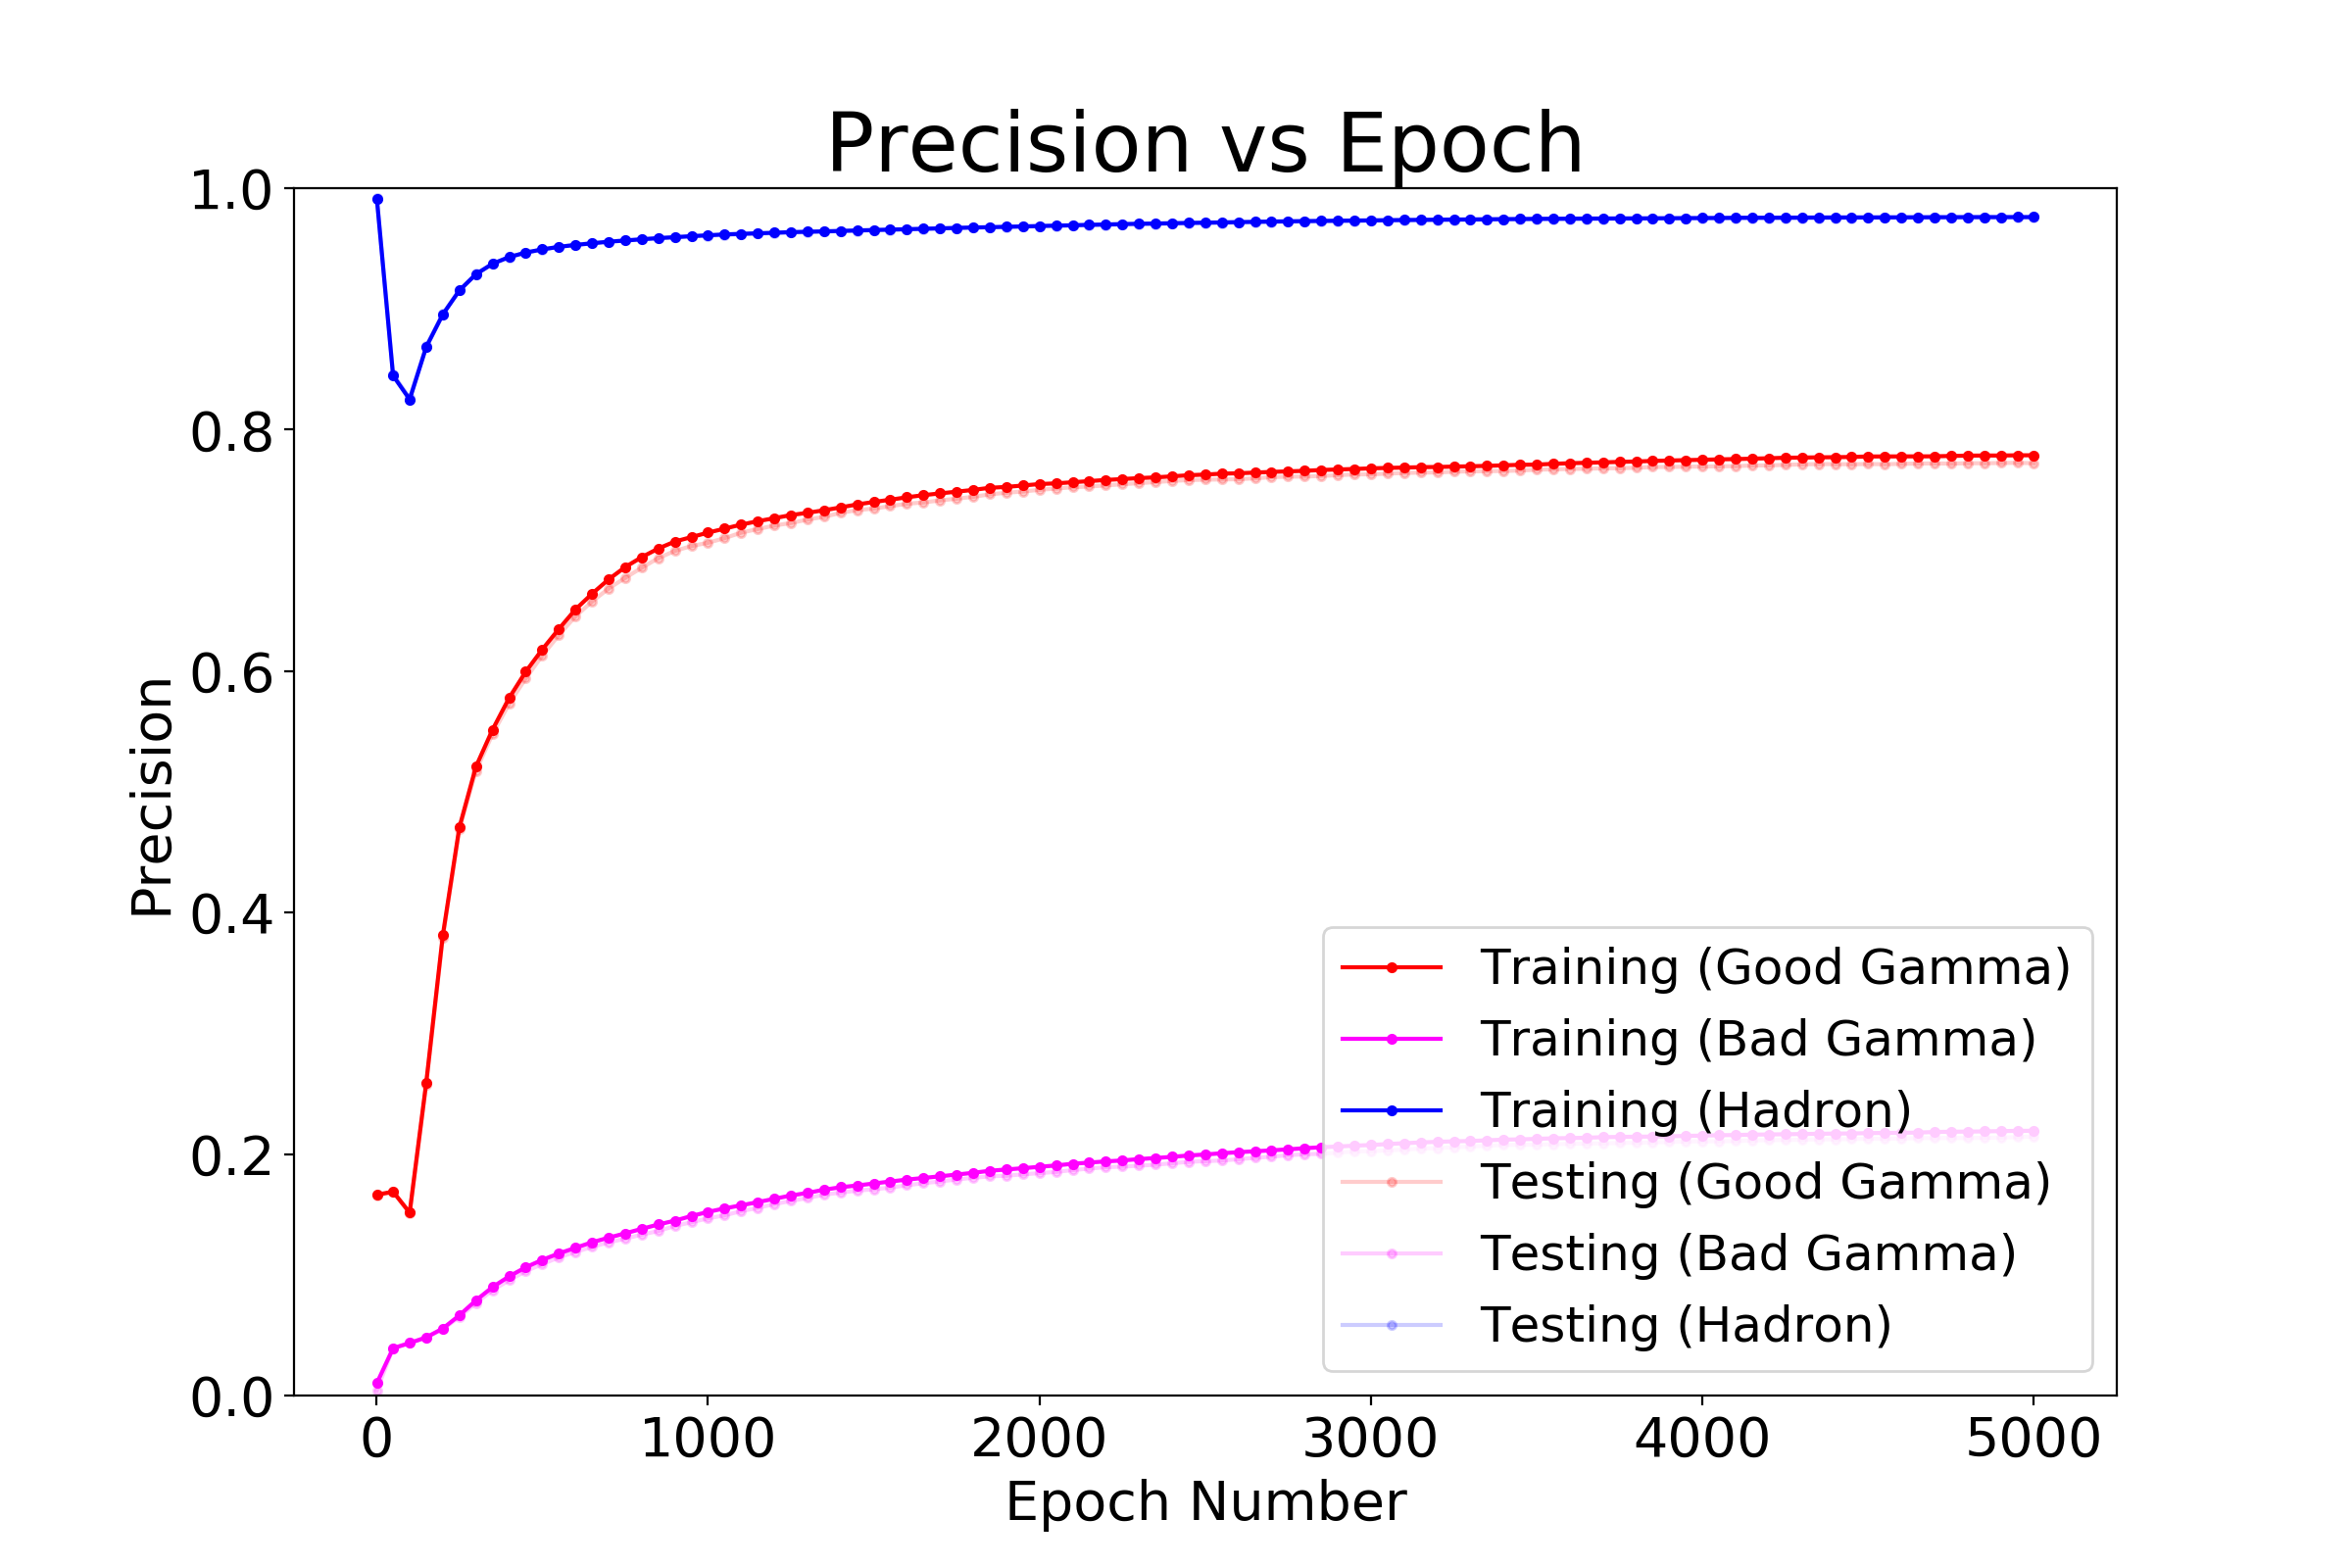 Precision vs Epoch
1.0
0.8
0.6
0.4
0.2
0.0
Precision
Training (Good Gamma)
Training (Bad Gamma)
Training (Hadron)
Testing (Good Gamma)
Testing (Bad Gamma)
Testing (Hadron)
0 1000 2000 3000 4000 5000
Epoch Number